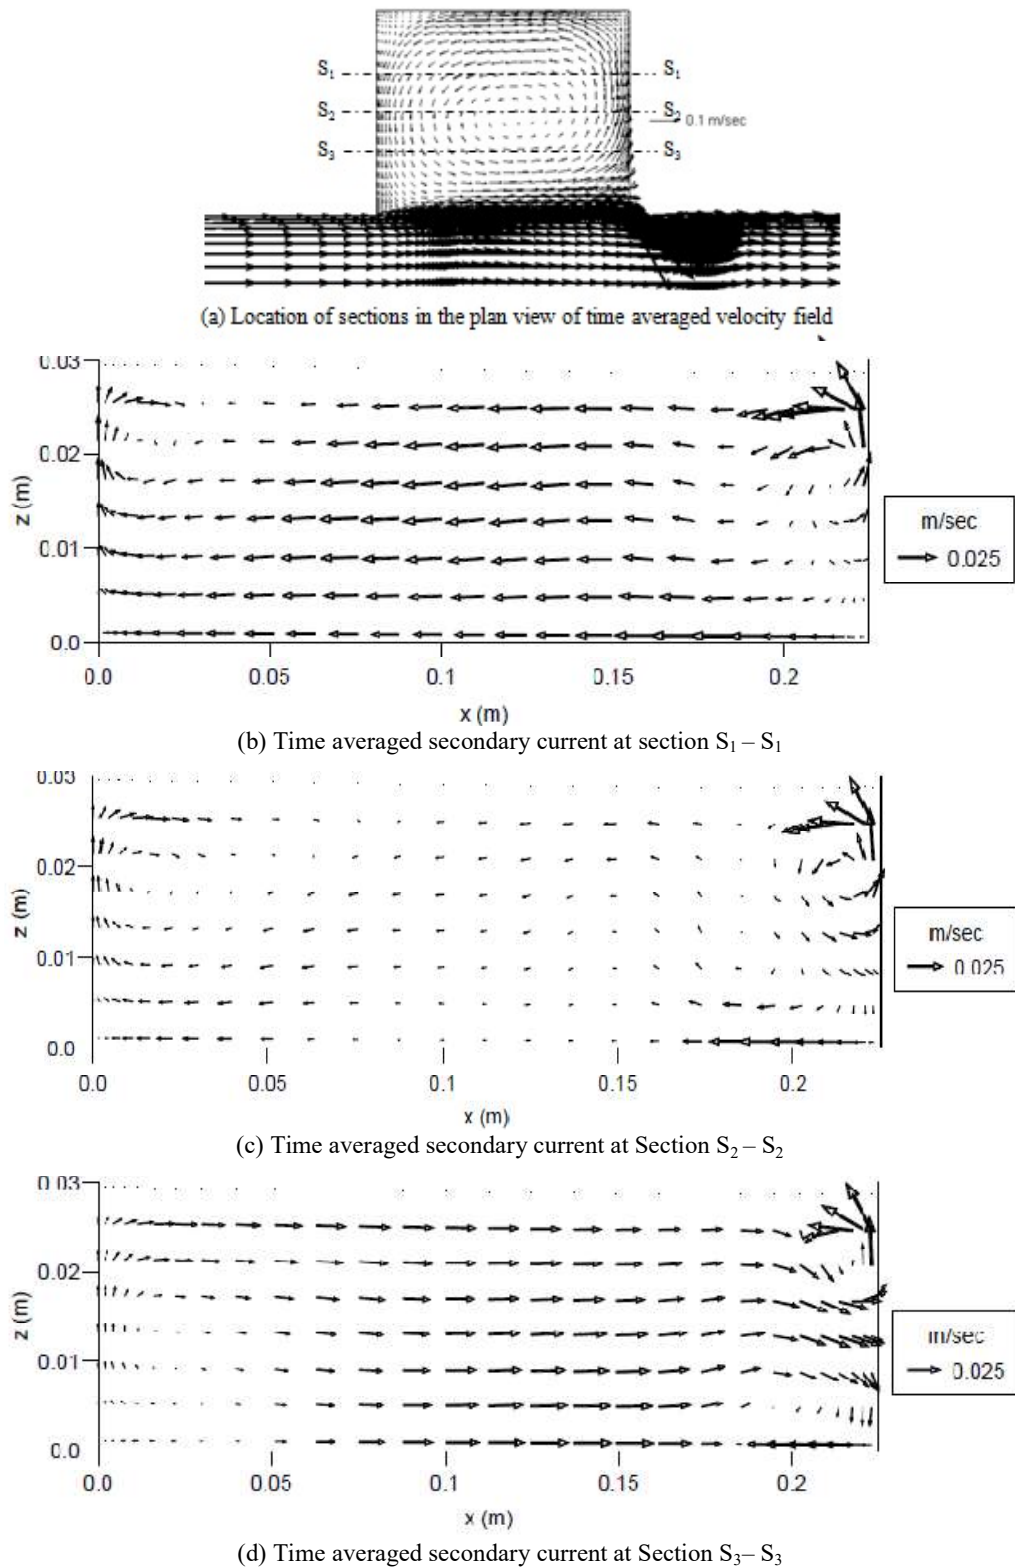 S1 S1
S2 S2
0.1 m/sec
S3 S3
(a) Location of sections in the plan view of time averaged velocity field
0.03
0.02
z (m)
0.01
0.0
m/sec
0.025
0.0 0.05 0.1 0.15 0.2
x (m)
(b) Time averaged secondary current at section S1 – S1
0.03
0.02
z (m)
0.01
0.0
m/sec
0.025
0.0 0.05 0.1 0.15 0.2
x (m)
(c) Time averaged secondary current at Section S2 – S2
0.03
0.02
z (m)
0.01
0.0
m/sec
0.025
0.0 0.05 0.1 0.15 0.2
x (m)
(d) Time averaged secondary current at Section S3– S3